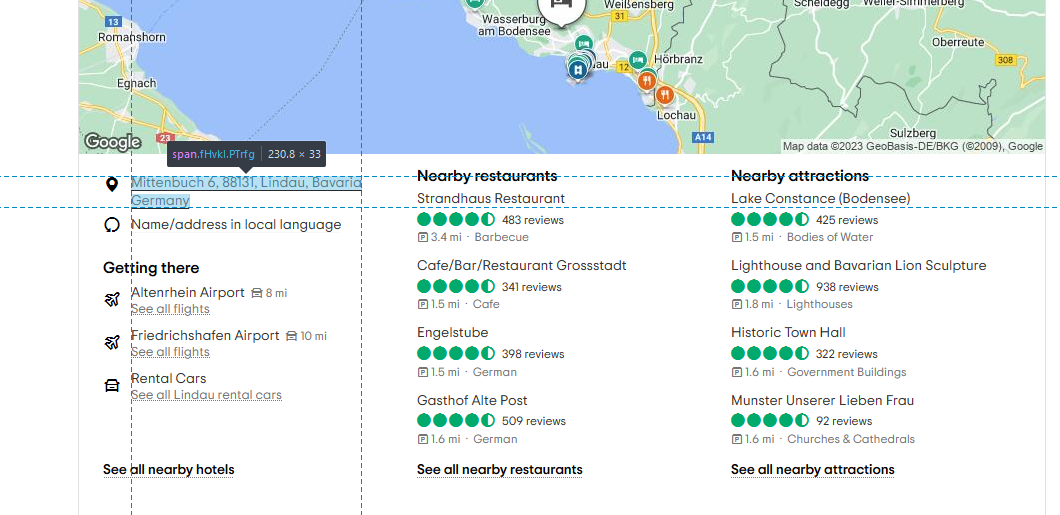 Scheidegg
Weiler-Simmerberg
Weißensberg
13
31
Wasserburg
am Bodensee
Romanshorn
Oberreute
Hörbranz
12
308
Egnach
Lochau
23
A14
Sulzberg
Google
Map data ©2023 GeoBasis-DE/BKG (©2009), Google
span.fHvkI.PTrfg 230.8 × 33
Mittenbuch 6, 88131, Lindau, Bavaria
Germany
Name/address in local language
Getting there
Altenrhein Airport 8 mi
See all flights
Friedrichshafen Airport 10 mi
See all flights
Rental Cars
See all Lindau rental cars
See all nearby hotels
Nearby restaurants
Strandhaus Restaurant
483 reviews
3.4 mi · Barbecue
Cafe/Bar/Restaurant Grossstadt
341 reviews
1.5 mi · Cafe
Engelstube
398 reviews
1.5 mi · German
Gasthof Alte Post
509 reviews
1.6 mi · German
See all nearby restaurants
Nearby attractions
Lake Constance (Bodensee)
425 reviews
1.5 mi · Bodies of Water
Lighthouse and Bavarian Lion Sculpture
938 reviews
1.8 mi · Lighthouses
Historic Town Hall
322 reviews
1.6 mi · Government Buildings
Munster Unserer Lieben Frau
92 reviews
1.6 mi · Churches & Cathedrals
See all nearby attractions